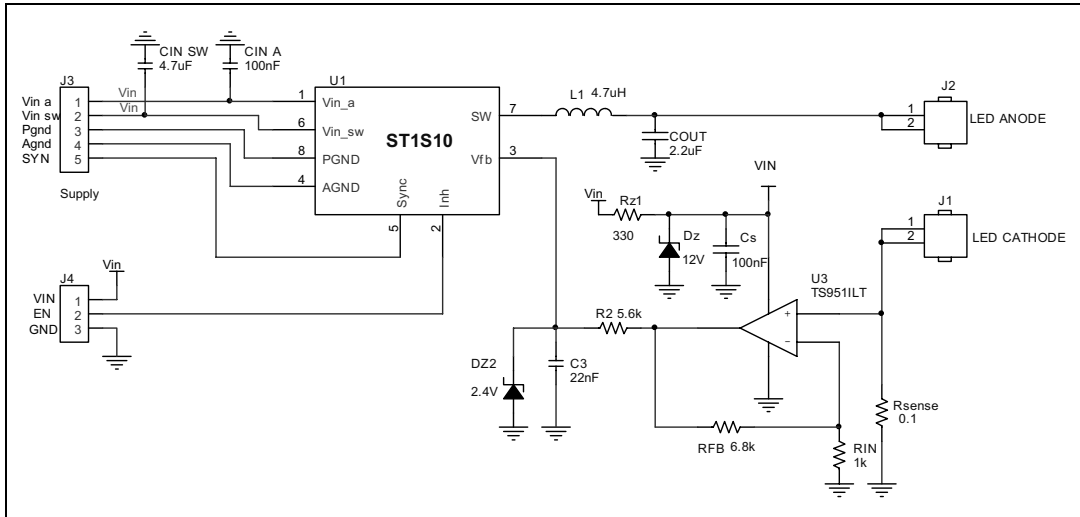 CIN SW
4.7uF
CIN A
100nF
J3
Vin a
Vin sw
Pgnd
Agnd
SYN
1
2
3
4
5
Supply
Vin
Vin
U1
1
6
8
4
Vin_a
Vin_sw
PGND
AGND
ST1S10
SW
Vfb
Sync
Inh
7
3
5
2
L1 4.7uH
COUT
2.2uF
J2
1
2
LED ANODE
J4
Vin
VIN
EN
GND
1
2
3
Vin
Rz1
330
Dz
12V
VIN
Cs
100nF
J1
1
2
LED CATHODE
U3
TS951ILT
+
−
R2 5.6k
DZ2
2.4V
C3
22nF
RFB 6.8k
RIN
1k
Rsense
0.1